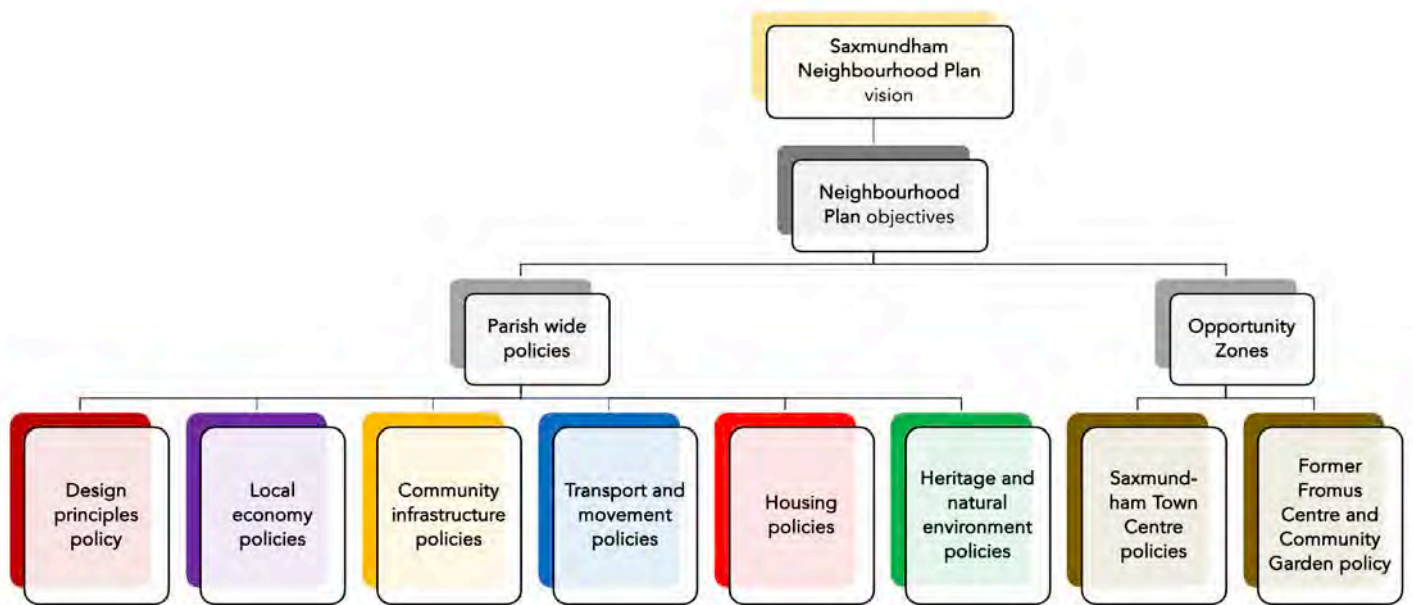 Saxmundham
Neighbourhood Plan
vision
Neighbourhood
Plan objectives
Parish wide
policies
Opportunity
Zones
Design
principles
policy
Local
economy
policies
Community
infrastructure
policies
Transport and
movement
policies
Housing
policies
Heritage and
natural
environment
policies
Saxmund-
ham Town
Centre
policies
Former
Fromus
Centre and
Community
Garden policy